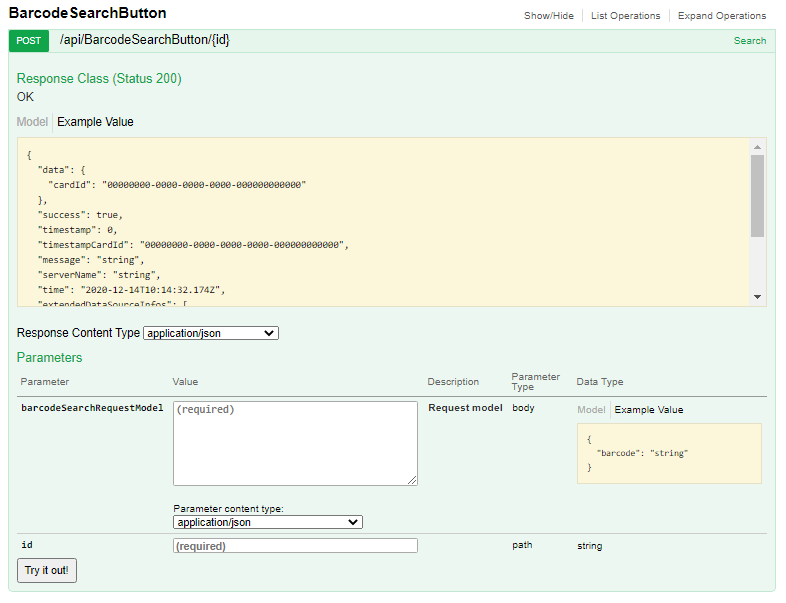 BarcodeSearchButton
Show/Hide List Operations Expand Operations
POST /api/BarcodeSearchButton/{id} Search
Response Class (Status 200)
OK
Model Example Value
{
"data": {
"cardId": "00000000-0000-0000-0000-000000000000"
},
"success": true,
"timestamp": 0,
"timestampCardId": "00000000-0000-0000-0000-000000000000",
"message": "string",
"serverName": "string",
"time": "2020-12-14T10:14:32.174Z",
"extendedDataSourceInfos": [
Response Content Type application/json
Parameters
Parameter Value Description Parameter Type Data Type
barcodeSearchRequestModel (required) Request model body Model Example Value
{
"barcode": "string"
}
Parameter content type:
application/json
id (required) path string
Try it out!